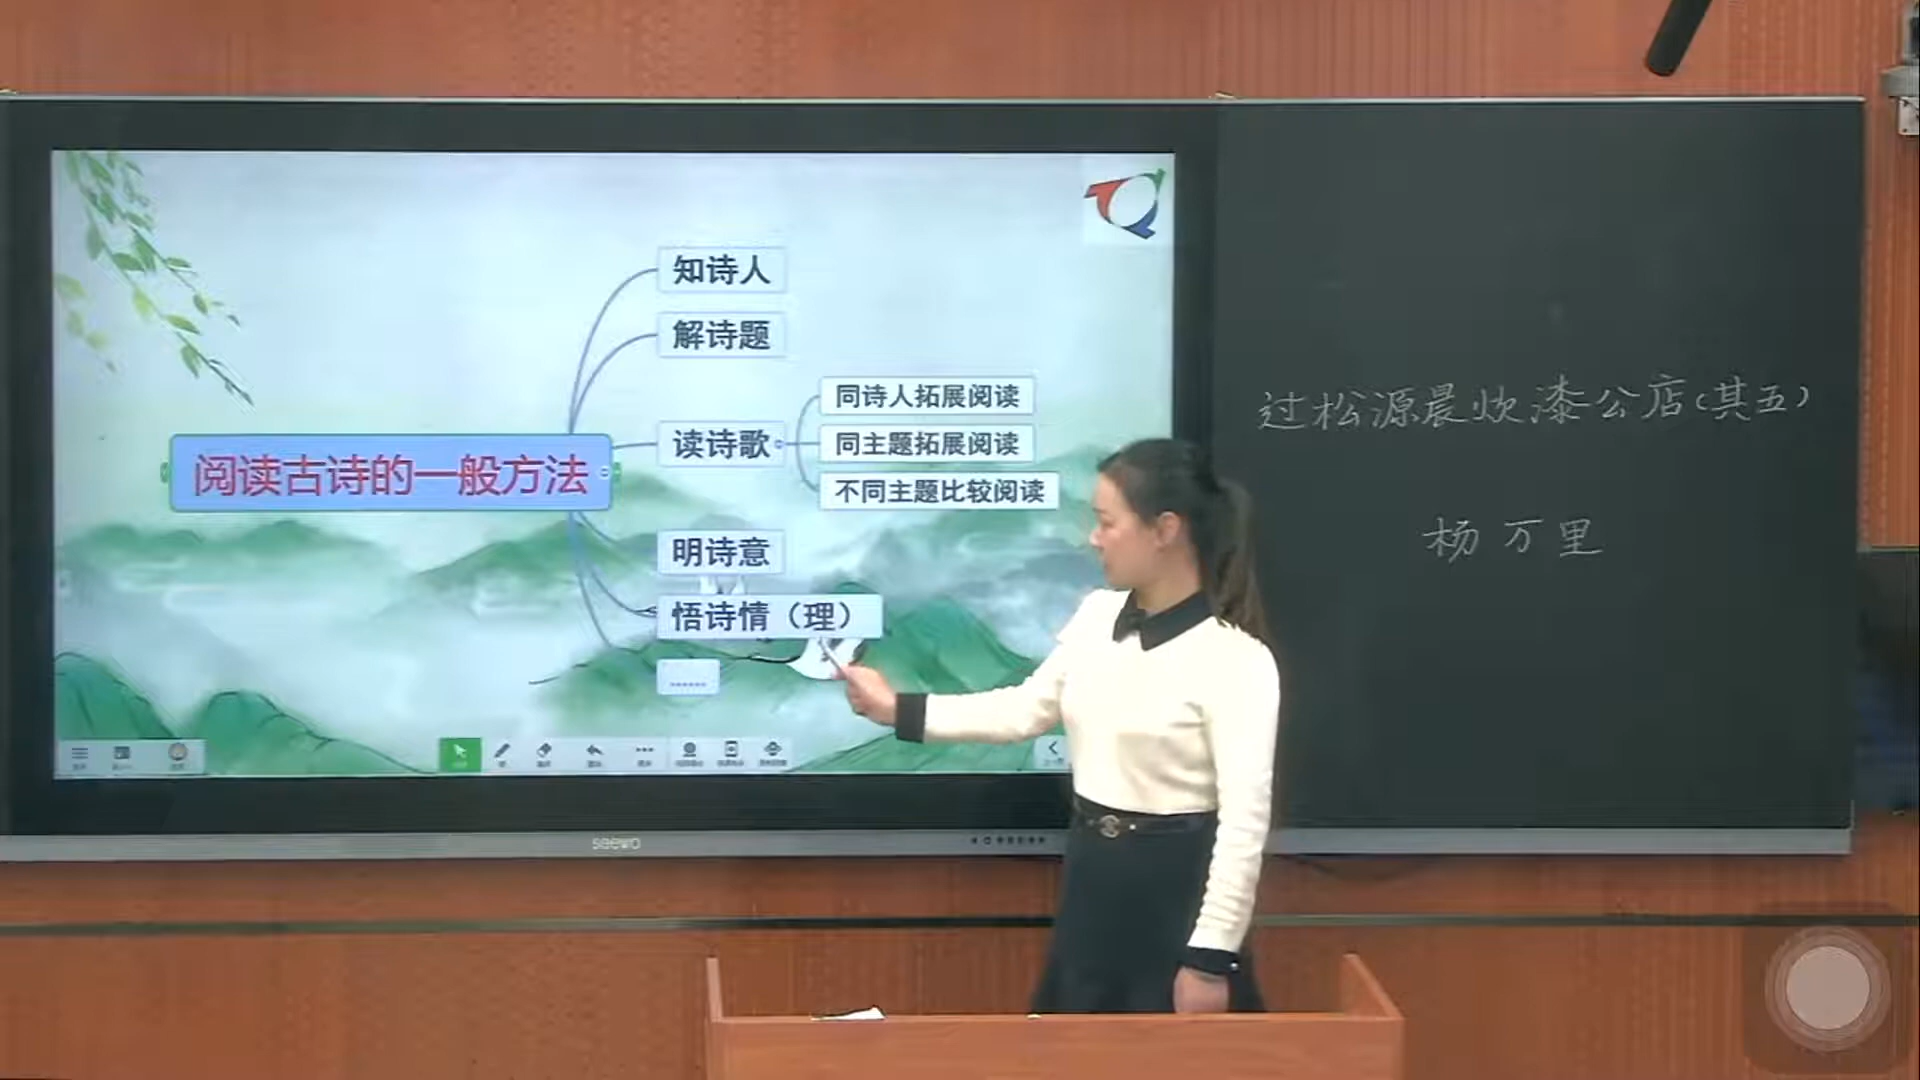 知诗人
解诗题
同诗人拓展阅读
读诗歌
同主题拓展阅读
阅读古诗的一般方法
不同主题比较阅读
明诗意
悟诗情（理）
......
seewo
过松源晨炊漆公店(其五)
杨万里